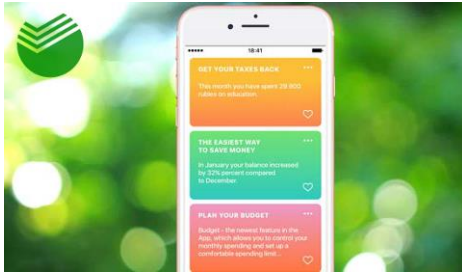 18:41
GET YOUR TAXES BACK
This month you have spent 28 900
rubles on education.
THE EASIEST WAY
TO SAVE MONEY?
In January your balance increased
by 32% percent compared
to December.
PLAN YOUR BUDGET
Budget - the newest feature in the
App, which allows you to control your
monthly spending and set up a
comfortable spending limit...